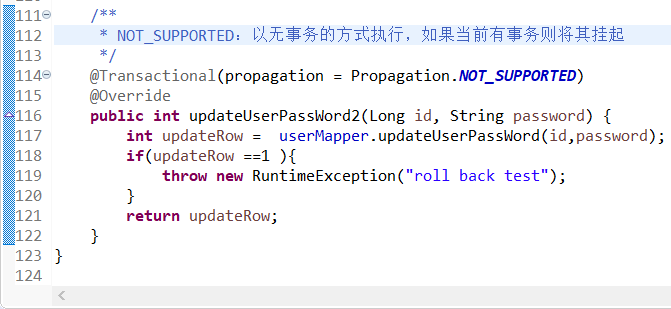 111 /**
112 * NOT_SUPPORTED：以无事务的方式执行，如果当前有事务则将其挂起
113 */
114 @Transactional(propagation = Propagation.NOT_SUPPORTED)
115 @Override
116 public int updateUserPassWord2(Long id, String password) {
117 int updateRow =  userMapper.updateUserPassWord(id,password);
118 if(updateRow ==1 ){
119 throw new RuntimeException("roll back test");
120 }
121 return updateRow;
122 }
123 }
124